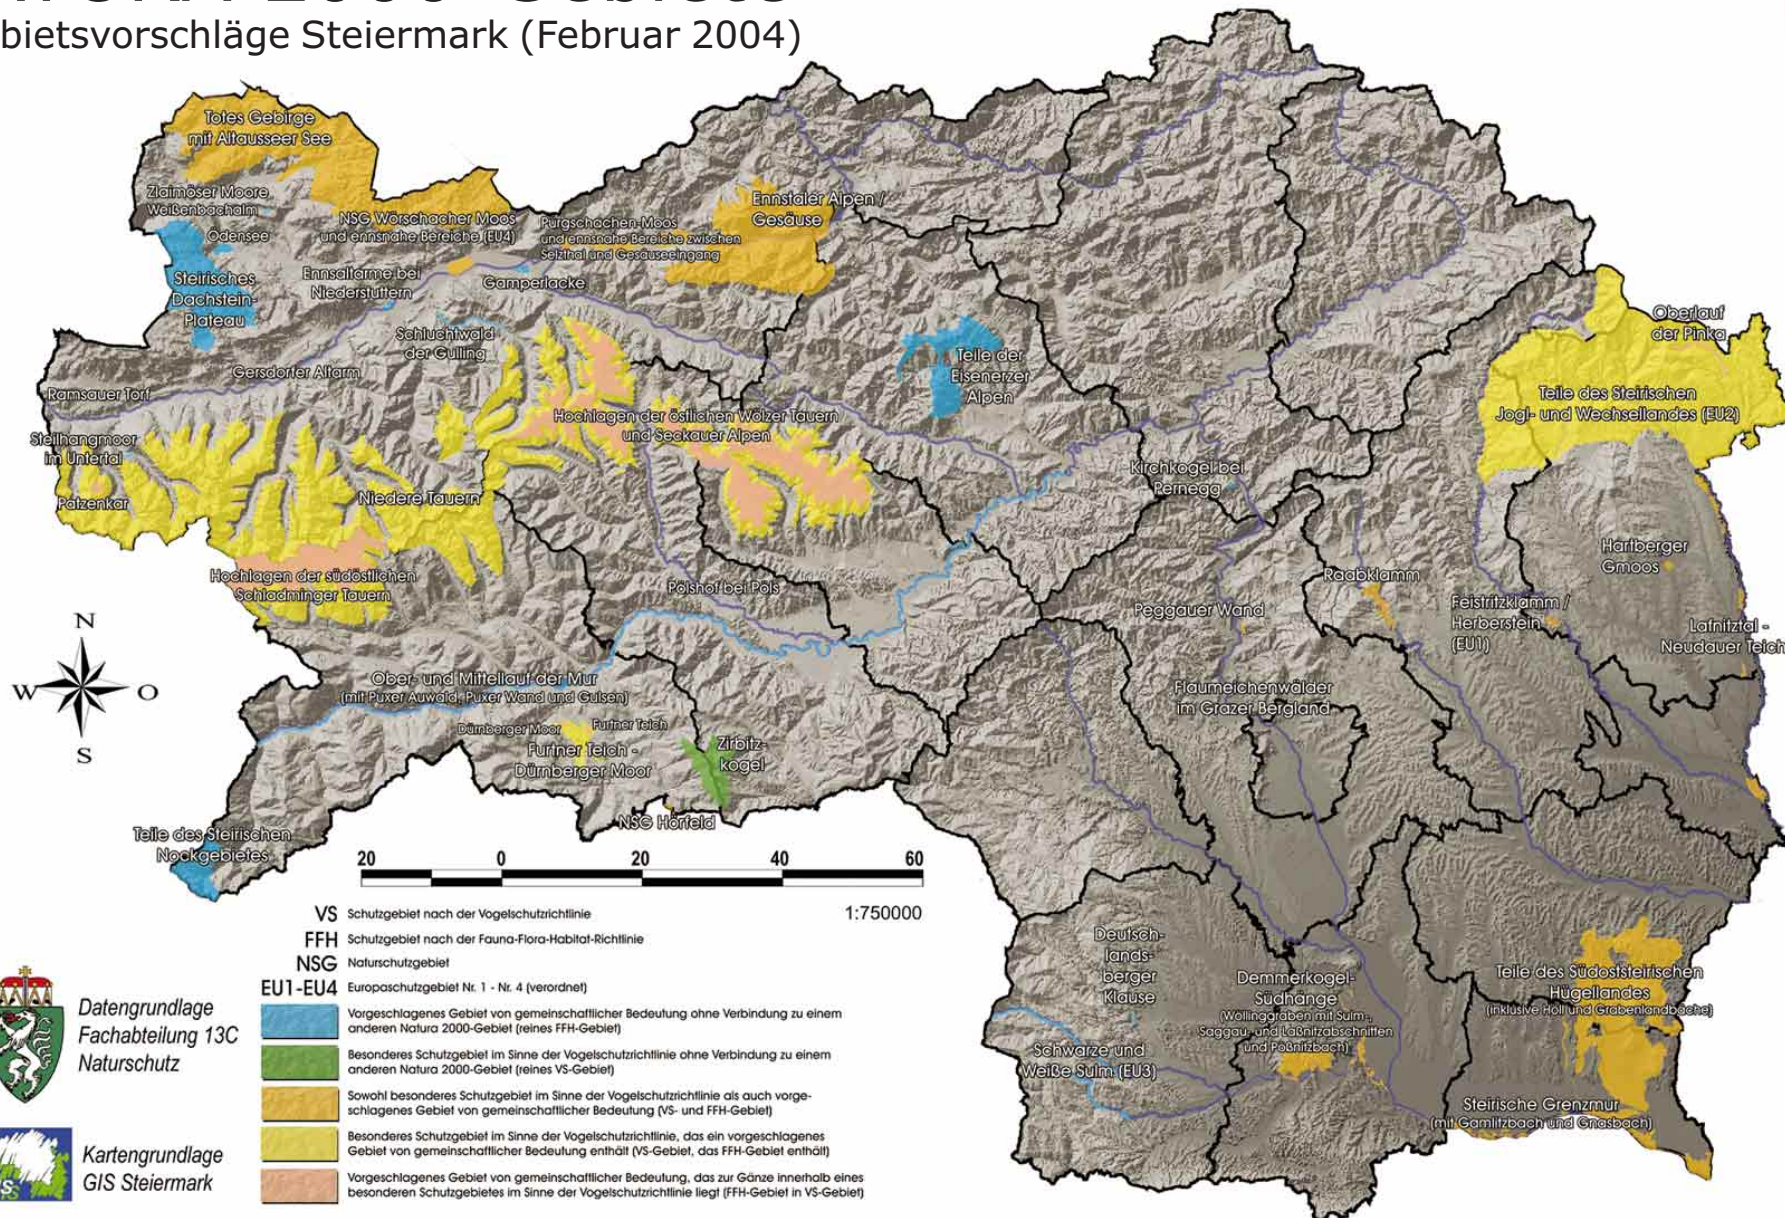 bietsvorschläge Steiermark (Februar 2004)
Totes Gebirge
mit Altausseer See
Zlaimöser Moore,
Weißenbachalm
Ödensee
NSG Wörschacher Moos
und ennsnahe Bereiche (EU4)
Pürgschachen-Moos
und ennsnahe Bereiche zwischen
Selzthal und Gesäuseeingang
Ennstaler Alpen /
Gesäuse
Steirisches
Dachstein-
Plateau
Ennsaltarme bei
Niederstuttern
Gamperlacke
Schluchtwald
der Gulling
Gersdorfer Altarm
Ramsauer Torf
Steilhangmoor
im Untertal
Patzenkar
Niedere Tauern
Hochlagen der östlichen Wölzer Tauern
und Seckauer Alpen
Teile der
Eisenerzer
Alpen
Oberlauf
der Pinka
Teile des Steirischen
Jogl- und Wechsellandes (EU2)
Kirchkogel bei
Pernegg
Hartberger
Gmoos
Hochlagen der südöstlichen
Schladminger Tauern
Pölshof bei Pöls
Raabklamm
Peggauer Wand
Feistritzklamm /
Herberstein
(EU1)
Lafnitztal -
Neudauer Teich
N
W
O
S
Ober- und Mittellauf der Mur
(mit Puxer Auwald, Puxer Wand und Gulsen)
Dürnberger Moor
Furtner Teich
Furtner Teich -
Dürnberger Moor
Zirbitz-
kogel
Flaumeichenwälder
im Grazer Bergland
NSG Hörfeld
Teile des Steirischen
Nockgebietes
20 0 20 40 60
1:750000
VS Schutzgebiet nach der Vogelschutzrichtlinie
FFH Schutzgebiet nach der Fauna-Flora-Habitat-Richtlinie
NSG Naturschutzgebiet
EU1-EU4 Europaschutzgebiet Nr. 1 - Nr. 4 (verordnet)
Vorgeschlagenes Gebiet von gemeinschaftlicher Bedeutung ohne Verbindung zu einem
anderen Natura 2000-Gebiet (reines FFH-Gebiet)
Besonderes Schutzgebiet im Sinne der Vogelschutzrichtlinie ohne Verbindung zu einem
anderen Natura 2000-Gebiet (reines VS-Gebiet)
Sowohl besonderes Schutzgebiet im Sinne der Vogelschutzrichtlinie als auch vorge-
schlagenes Gebiet von gemeinschaftlicher Bedeutung (VS- und FFH-Gebiet)
Besonderes Schutzgebiet im Sinne der Vogelschutzrichtlinie, das ein vorgeschlagenes
Gebiet von gemeinschaftlicher Bedeutung enthält (VS-Gebiet, das FFH-Gebiet enthält)
Vorgeschlagenes Gebiet von gemeinschaftlicher Bedeutung, das zur Gänze innerhalb eines
besonderen Schutzgebietes im Sinne der Vogelschutzrichtlinie liegt (FFH-Gebiet in VS-Gebiet)
Datengrundlage
Fachabteilung 13C
Naturschutz
Kartengrundlage
GIS Steiermark
Deutsch-
lands-
berger
Klause
Demmerkogel-
Südhänge
(Wöllinggraben mit Sulm-,
Saggau- und Laßnitzabschnitten
und Pößnitzbach)
Schwarze und
Weiße Sulm (EU3)
Teile des Südoststeirischen
Hügellandes
(inklusive Höll und Grabenlandbäche)
Steirische Grenzmur
(mit Gamlitzbach und Gnasbach)